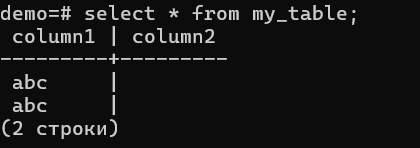 demo=# select * from my_table;
 column1 | column2
---------+---------
 abc     |
 abc     |
(2 строки)